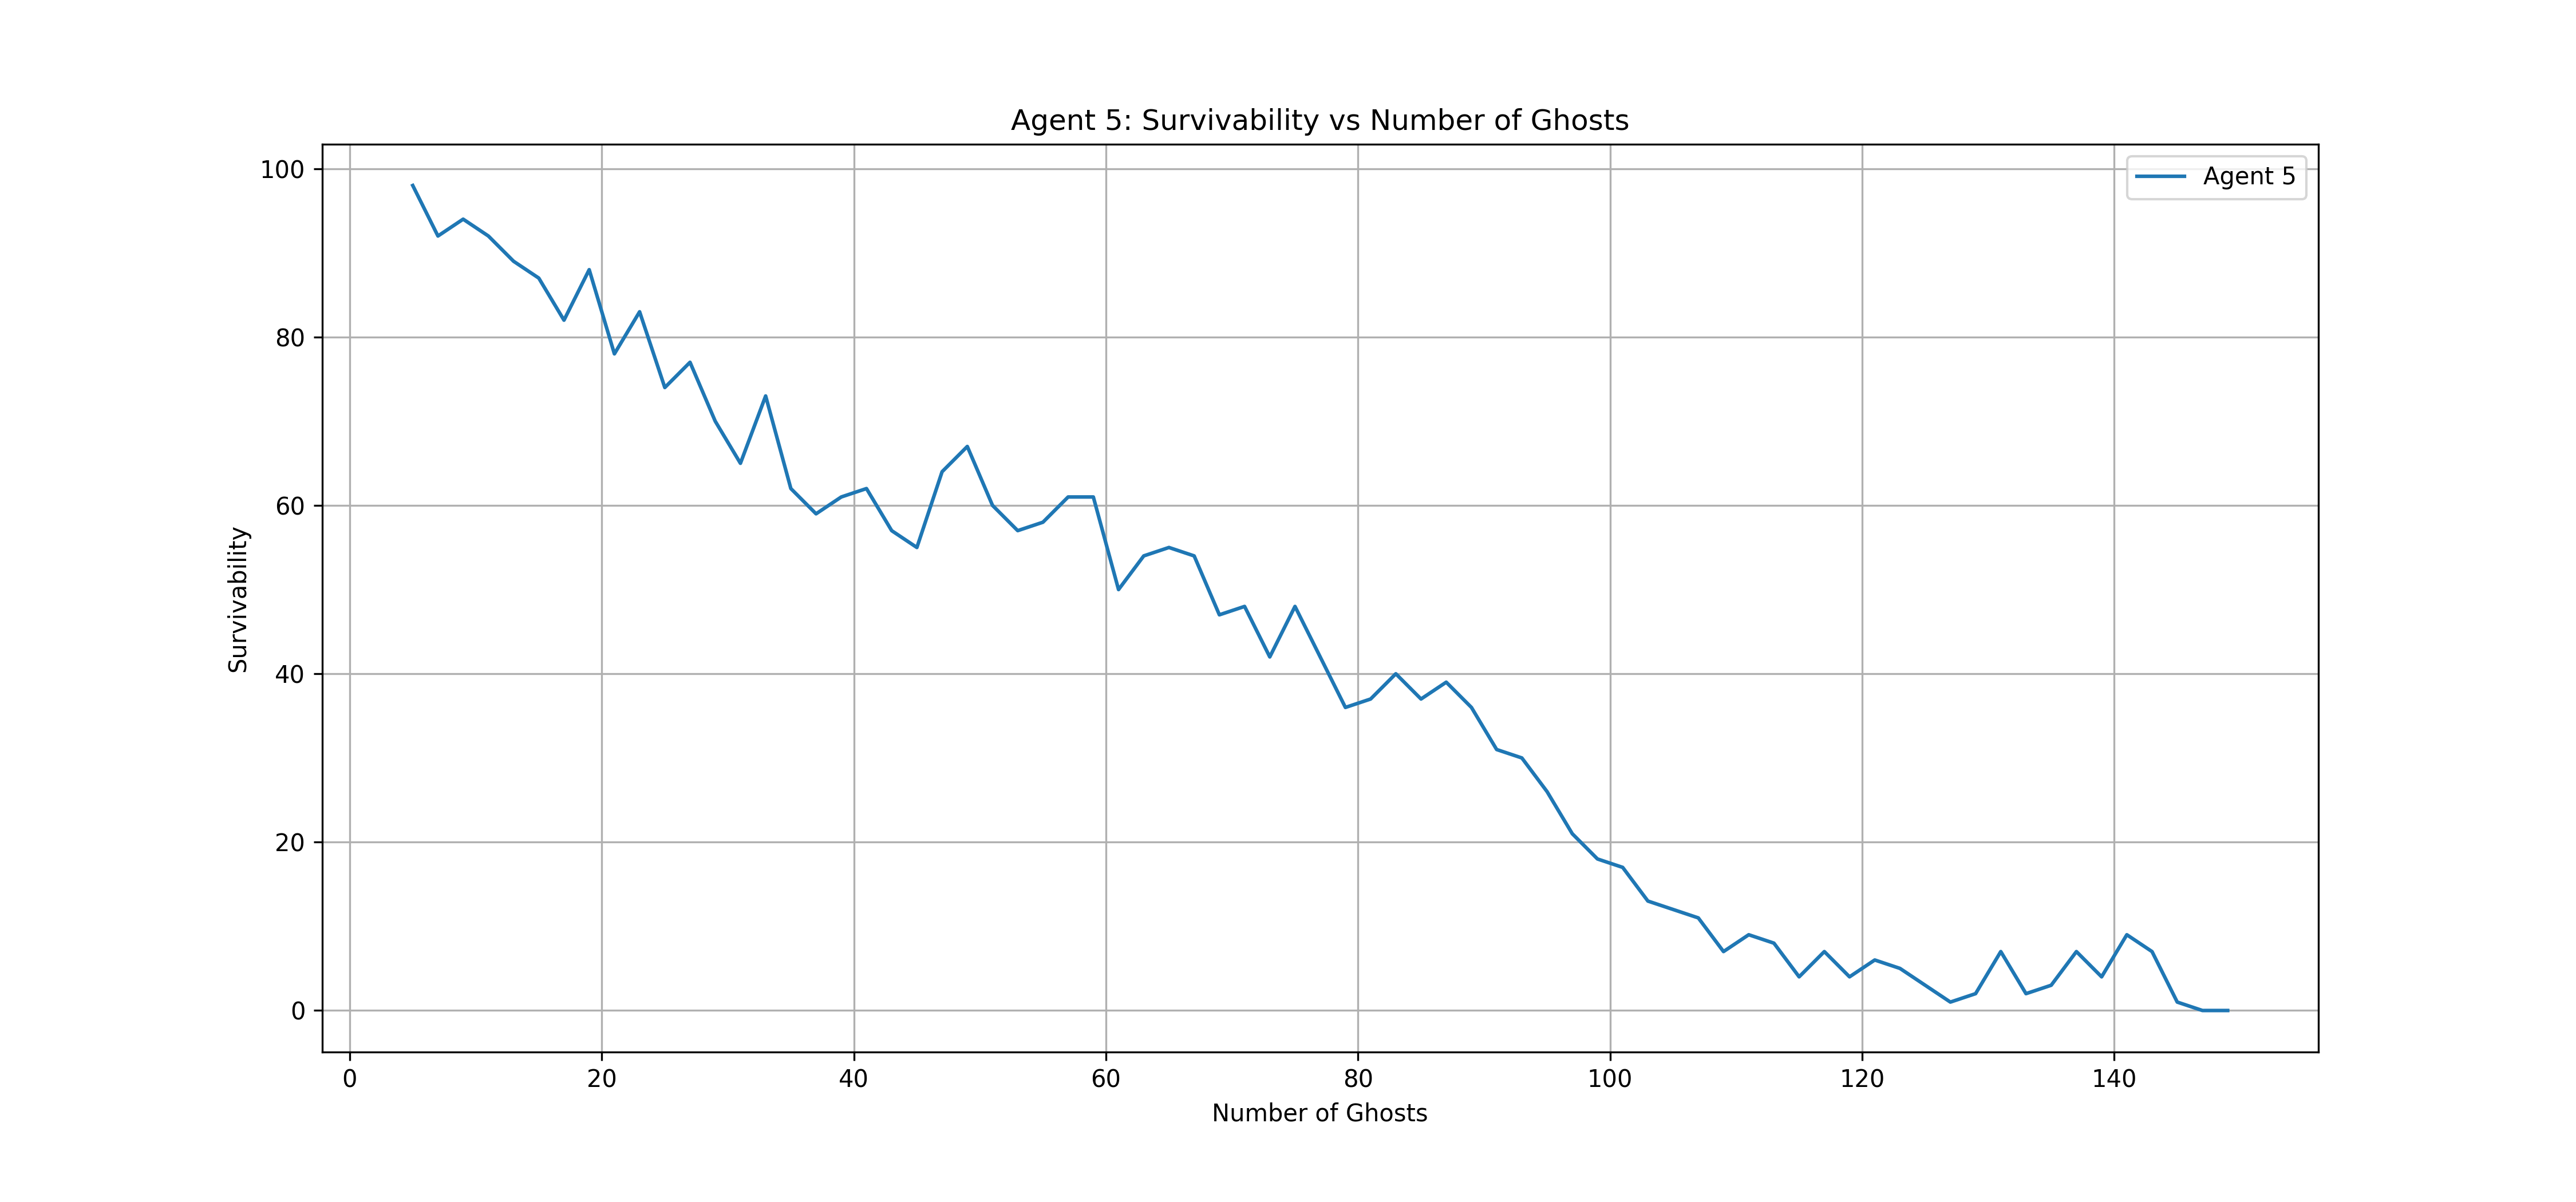 Agent 5: Survivability vs Number of Ghosts
Agent 5
100
80
60
40
20
0
Survivability
0 20 40 60 80 100 120 140
Number of Ghosts